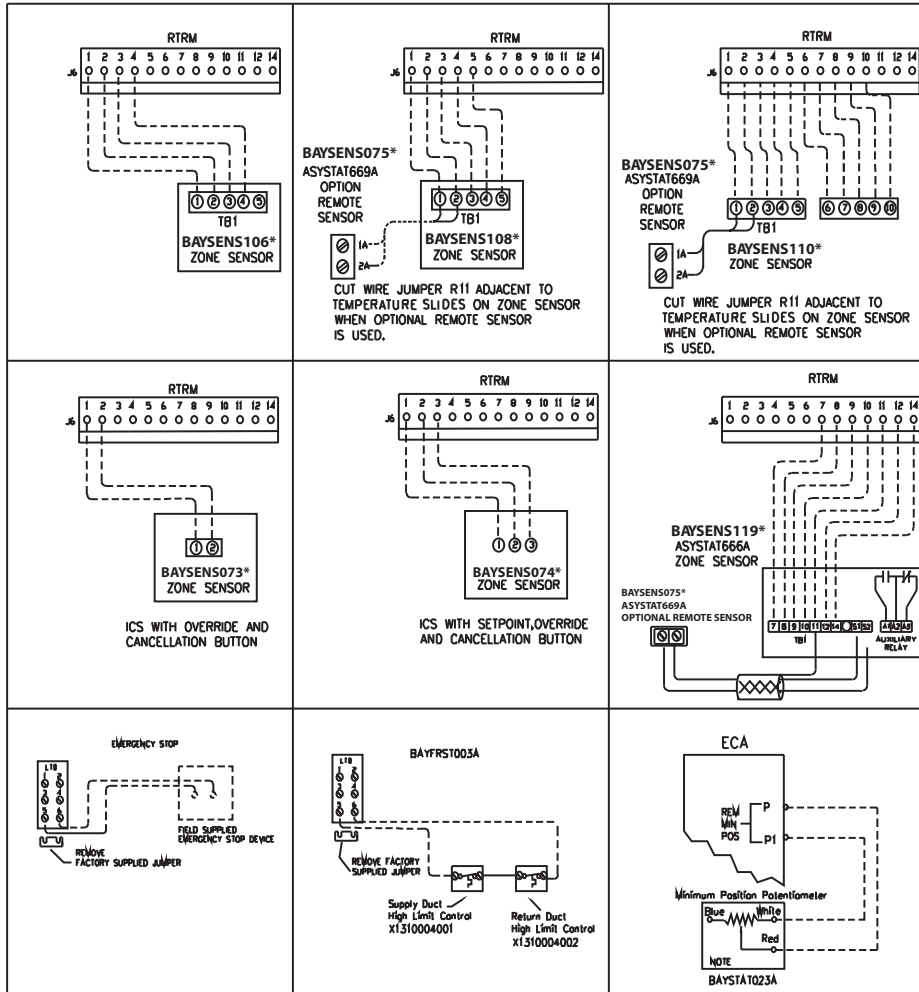 RTRM
1 2 3 4 5 6 7 8 9 10 11 12 14
J6
1 2 3 4 5
TB1
BAYSENS106*
ZONE SENSOR
RTRM
1 2 3 4 5 6 7 8 9 10 11 12 14
J6
BAYSENS075*
ASYSTAT669A
OPTION
REMOTE
SENSOR
1 2 3 4 5
TB1
1A
2A
BAYSENS108*
ZONE SENSOR
CUT WIRE JUMPER R11 ADJACENT TO
TEMPERATURE SLIDES ON ZONE SENSOR
WHEN OPTIONAL REMOTE SENSOR
IS USED.
RTRM
1 2 3 4 5 6 7 8 9 10 11 12 14
J6
BAYSENS075*
ASYSTAT669A
OPTION
REMOTE
SENSOR
1 2 3 4 5
6 7 8 9 10
TB1
1A
2A
BAYSENS110*
ZONE SENSOR
CUT WIRE JUMPER R11 ADJACENT TO
TEMPERATURE SLIDES ON ZONE SENSOR
WHEN OPTIONAL REMOTE SENSOR
IS USED.
RTRM
1 2 3 4 5 6 7 8 9 10 11 12 14
J6
1 2
BAYSENS073*
ZONE SENSOR
ICS WITH OVERRIDE AND
CANCELLATION BUTTON
RTRM
1 2 3 4 5 6 7 8 9 10 11 12 14
J6
1 2 3
BAYSENS074*
ZONE SENSOR
ICS WITH SETPOINT,OVERRIDE
AND CANCELLATION BUTTON
RTRM
1 2 3 4 5 6 7 8 9 10 11 12 14
J6
BAYSENS119*
ASYSTAT666A
ZONE SENSOR
BAYSENS075*
ASYSTAT669A
OPTIONAL REMOTE SENSOR
7 8 9 10 11 12 14 S1 S2
A1 A2 A3
TB1
AUXILIARY
RELAY
EMERGENCY STOP
LTB
1 2
3 4
5 6
FIELD SUPPLIED
EMERGENCY STOP DEVICE
REMOVE
FACTORY SUPPLIED JUMPER
BAYFRST003A
LTB
1 2
3 4
5 6
REMOVE FACTORY
SUPPLIED JUMPER
Supply Duct
High Limit Control
X1310004001
Return Duct
High Limit Control
X1310004002
ECA
REM
MIN
POS
P
P1
Minimum Position Potentiometer
Blue
White
Red
NOTE
BAYSTAT023A